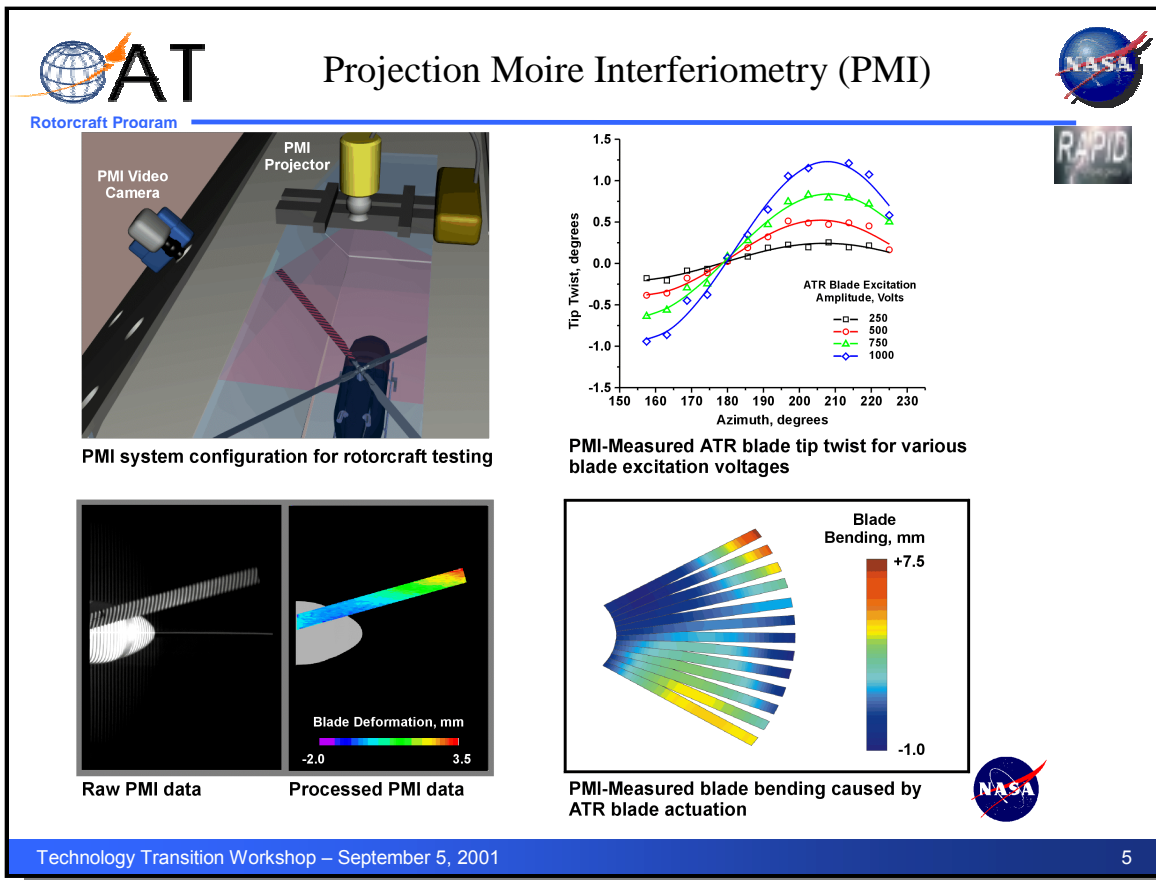 AT
Projection Moire Interferiometry (PMI)
NASA
Rotorcraft Program
RAPID
PMI Video
Camera
PMI
Projector
PMI system configuration for rotorcraft testing
1.5
1.0
0.5
0.0
-0.5
-1.0
-1.5
Tip Twist, degrees
150 160 170 180 190 200 210 220 230
Azimuth, degrees
ATR Blade Excitation
Amplitude, Volts
250
500
750
1000
PMI-Measured ATR blade tip twist for various
blade excitation voltages
Blade Deformation, mm
-2.0 3.5
Raw PMI data Processed PMI data
Blade
Bending, mm
+7.5
-1.0
PMI-Measured blade bending caused by
ATR blade actuation
NASA
Technology Transition Workshop – September 5, 2001 5